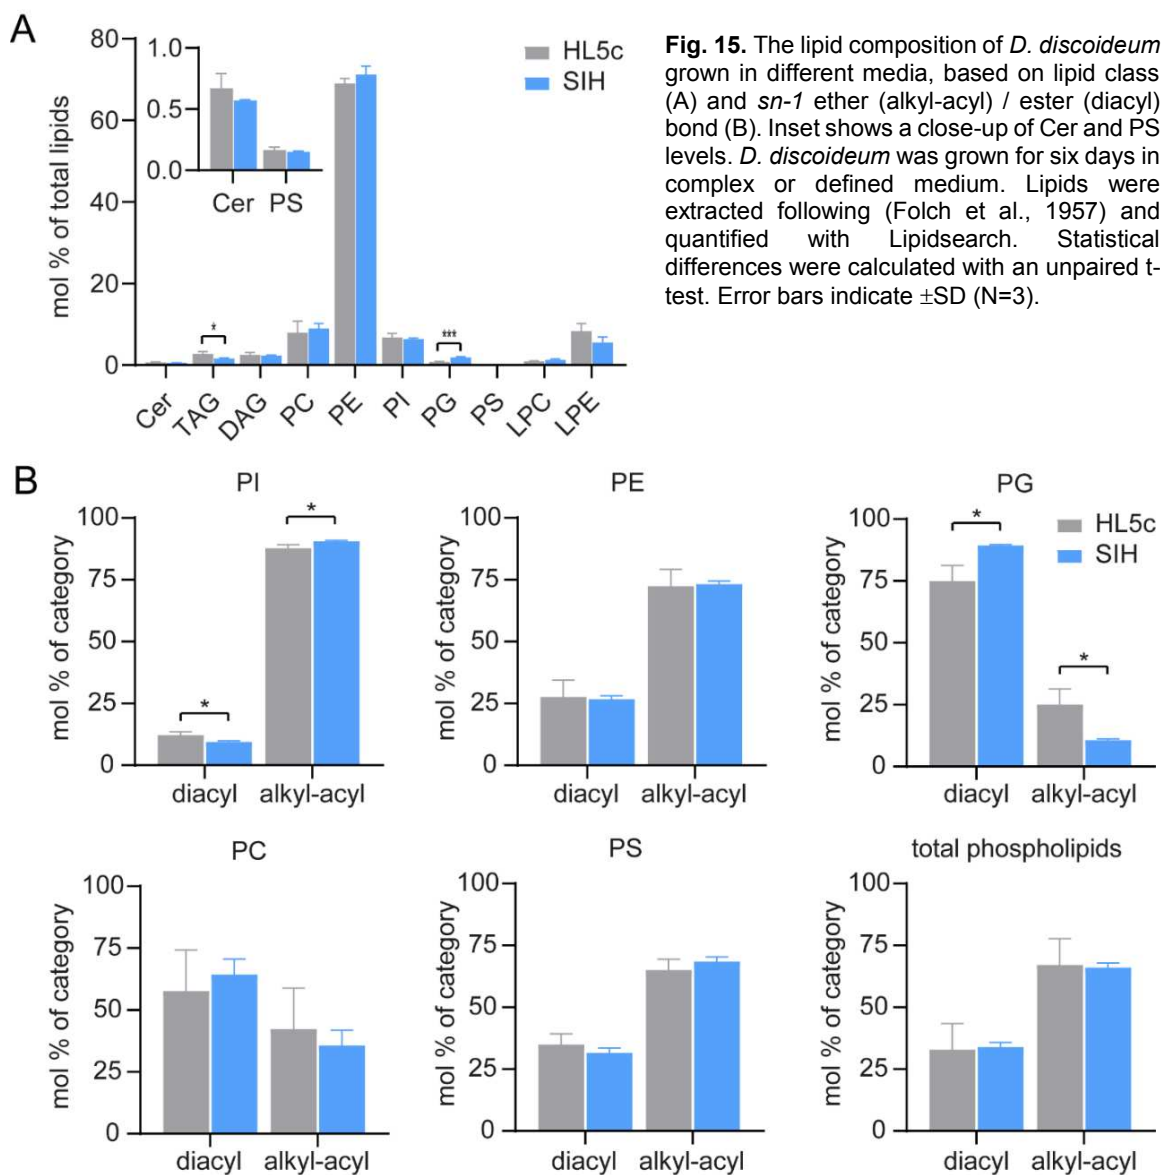 A
80
60
40
20
0
mol % of total lipids
1.0
0.5
0.0
Cer PS
HL5c
SIH
* ***
Cer TAG DAG PC PE PI PG PS LPC LPE
Fig. 15. The lipid composition of D. discoideum
grown in different media, based on lipid class
(A) and sn-1 ether (alkyl-acyl) / ester (diacyl)
bond (B). Inset shows a close-up of Cer and PS
levels. D. discoideum was grown for six days in
complex or defined medium. Lipids were
extracted following (Folch et al., 1957) and
quantified with Lipidsearch. Statistical
differences were calculated with an unpaired t-
test. Error bars indicate ±SD (N=3).
B
PI
100
75
50
25
0
mol % of category
*
*
diacyl alkyl-acyl
PE
100
75
50
25
0
mol % of category
diacyl alkyl-acyl
PG
100
75
50
25
0
mol % of category
*
*
diacyl alkyl-acyl
HL5c
SIH
PC
100
75
50
25
0
mol % of category
diacyl alkyl-acyl
PS
100
75
50
25
0
mol % of category
diacyl alkyl-acyl
total phospholipids
100
75
50
25
0
mol % of category
diacyl alkyl-acyl